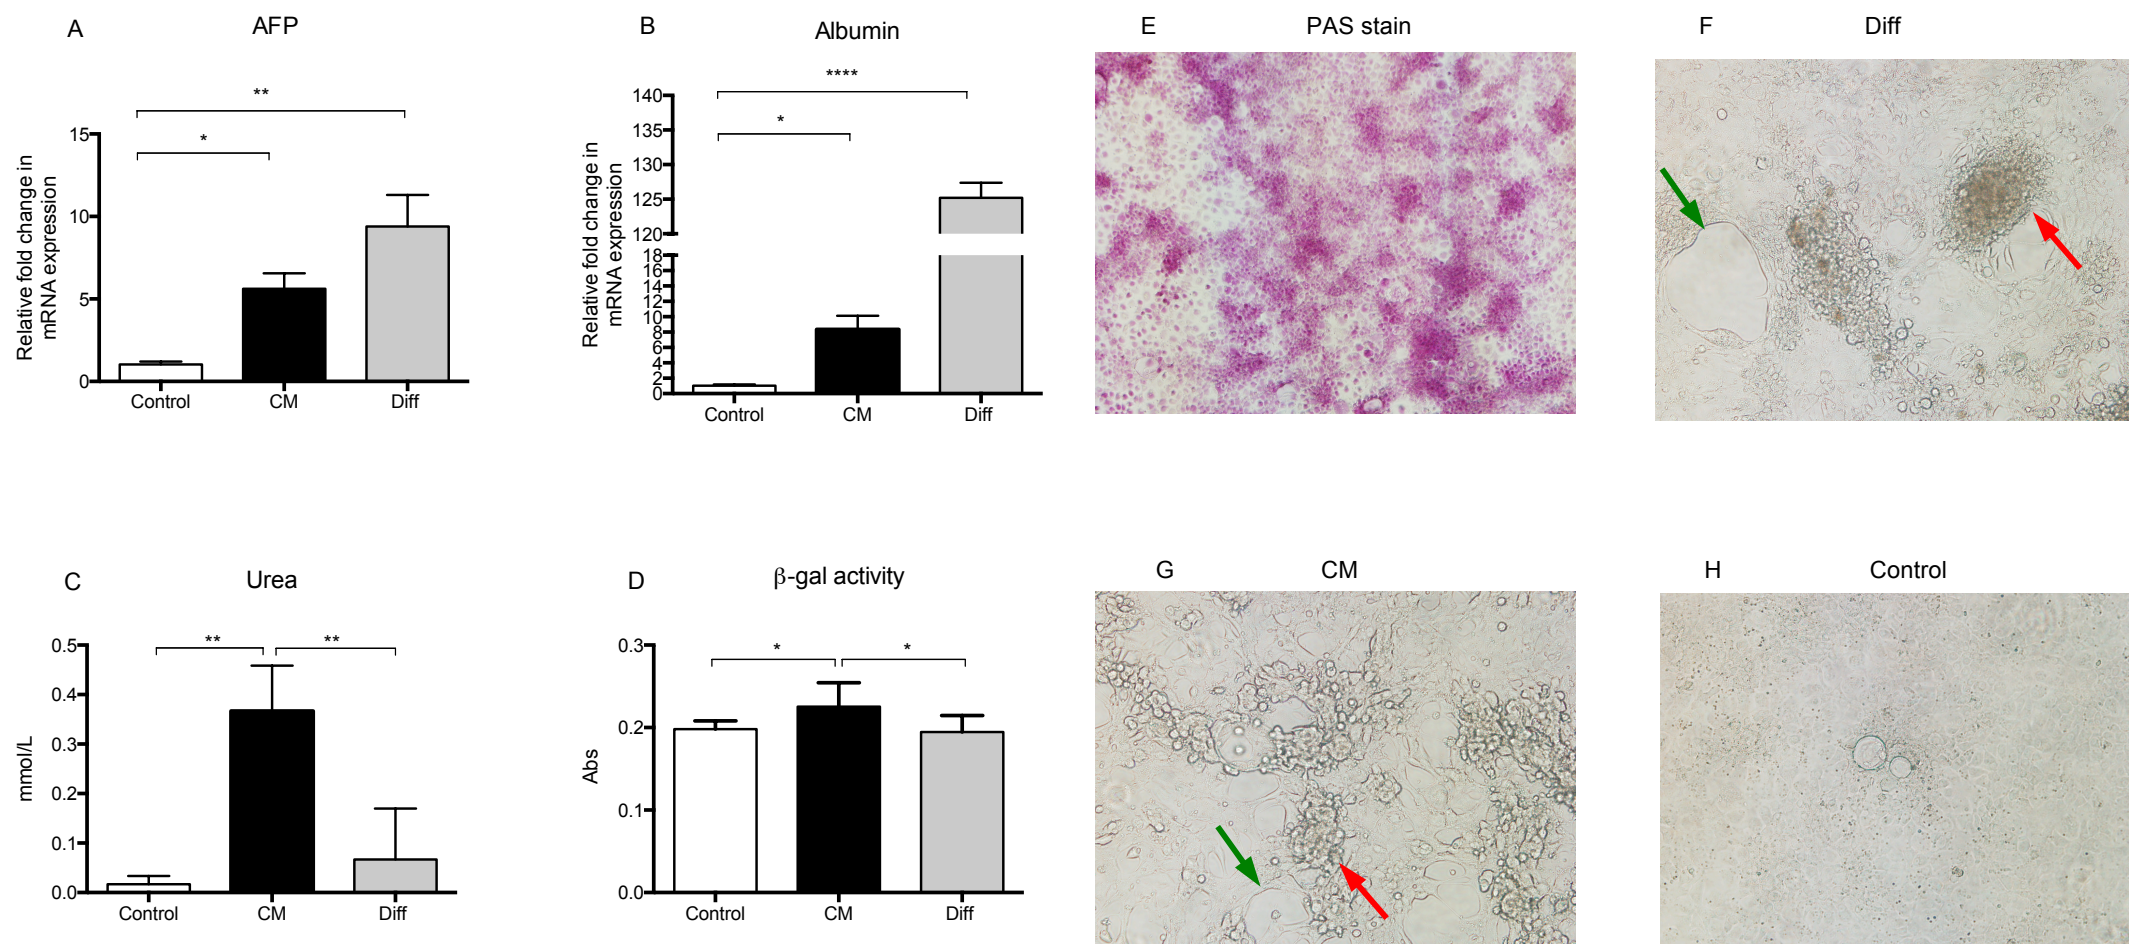 A
AFP
**
*
15
10
5
0
Relative fold change in
mRNA expression
Control
CM
Diff
B
Albumin
****
*
140
135
130
125
120
18
16
14
12
10
8
6
4
2
0
Relative fold change in
mRNA expression
Control
CM
Diff
E
PAS stain
F
Diff
C
Urea
**
**
0.5
0.4
0.3
0.2
0.1
0.0
mmol/L
Control
CM
Diff
D
β-gal activity
*
*
0.3
0.2
0.1
0.0
Abs
Control
CM
Diff
G
CM
H
Control